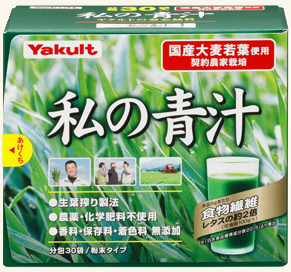 Yakult
国産大麦若葉使用
契約農家栽培
私の青汁
あけくち
●生葉搾り製法
●農薬・化学肥料不使用
●香料・保存料・着色料 無添加
食物繊維
レタスの約2倍
分包30袋/粉末タイプ